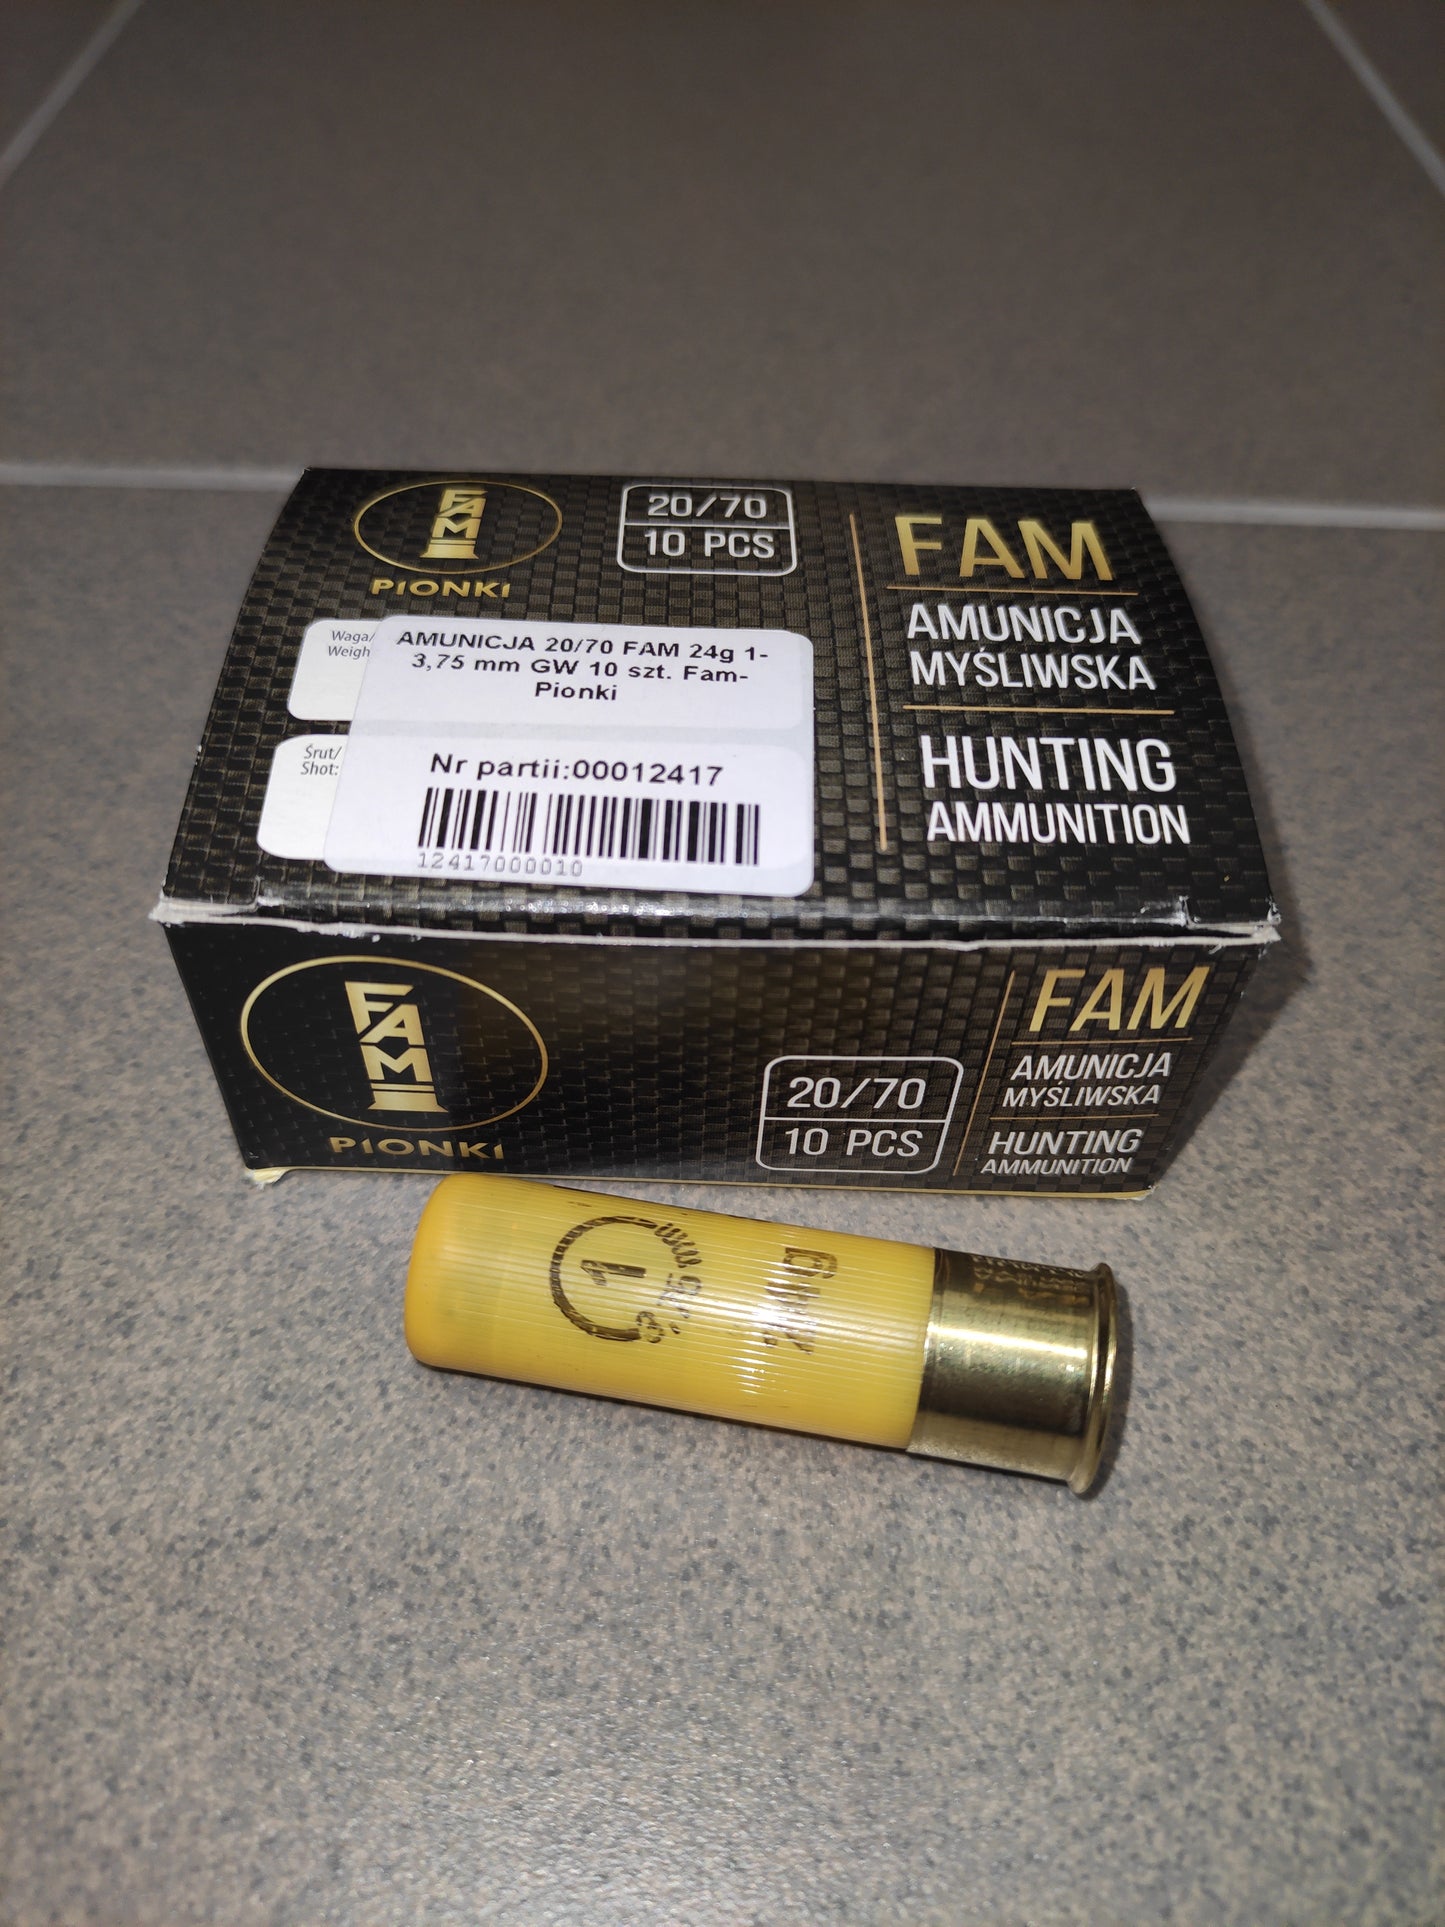 FAM
PIONKI
20/70
10 PCS
FAM
AMUNICJA
MYŚLIWSKA
HUNTING
AMMUNITION
Waga/
Weigh
Śrut/
Shot:
AMUNICJA 20/70 FAM 24g 1-
3,75 mm GW 10 szt. Fam-
Pionki
Nr partii:00012417
12417000010
FAM
PIONKI
20/70
10 PCS
FAM
AMUNICJA
MYŚLIWSKA
HUNTING
AMMUNITION
1